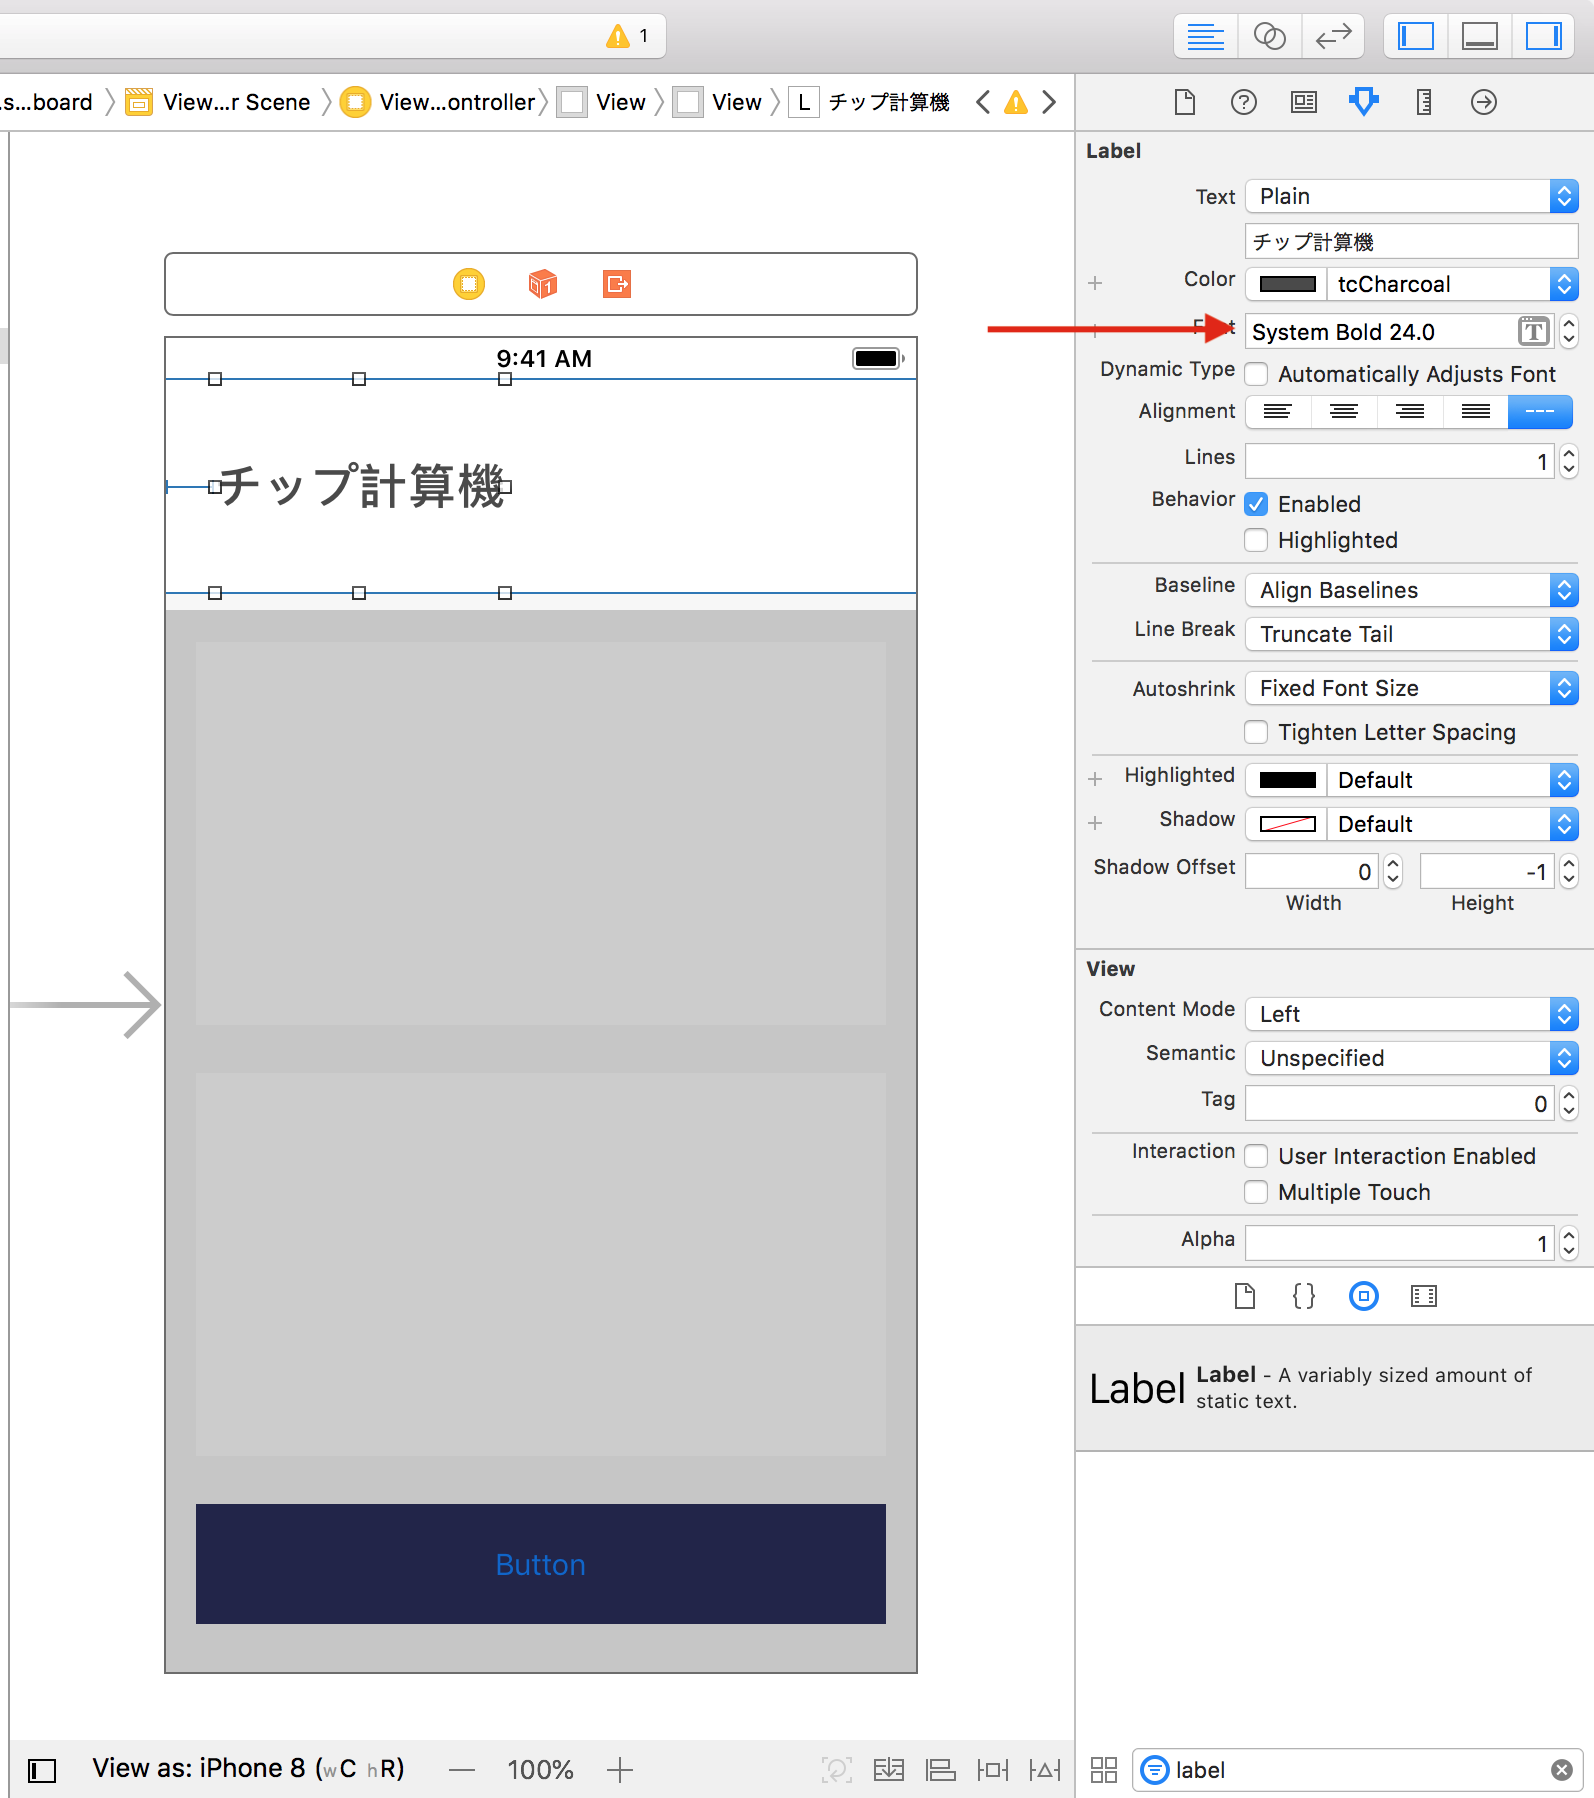 1
.s...board
View...r Scene
View...ontroller
View
View
L
チップ計算機
Label
Text
Plain
チップ計算機
Color
tcCharcoal
System Bold 24.0
T
Dynamic Type
Automatically Adjusts Font
Alignment
Lines
1
Behavior
Enabled
Highlighted
Baseline
Align Baselines
Line Break
Truncate Tail
Autoshrink
Fixed Font Size
Tighten Letter Spacing
Highlighted
Default
Shadow
Default
Shadow Offset
0
-1
Width
Height
View
Content Mode
Left
Semantic
Unspecified
Tag
0
Interaction
User Interaction Enabled
Multiple Touch
Alpha
1
Label
Label - A variably sized amount of
static text.
label
1
9:41 AM
チップ計算機
Button
View as: iPhone 8 (wC hR)
100%